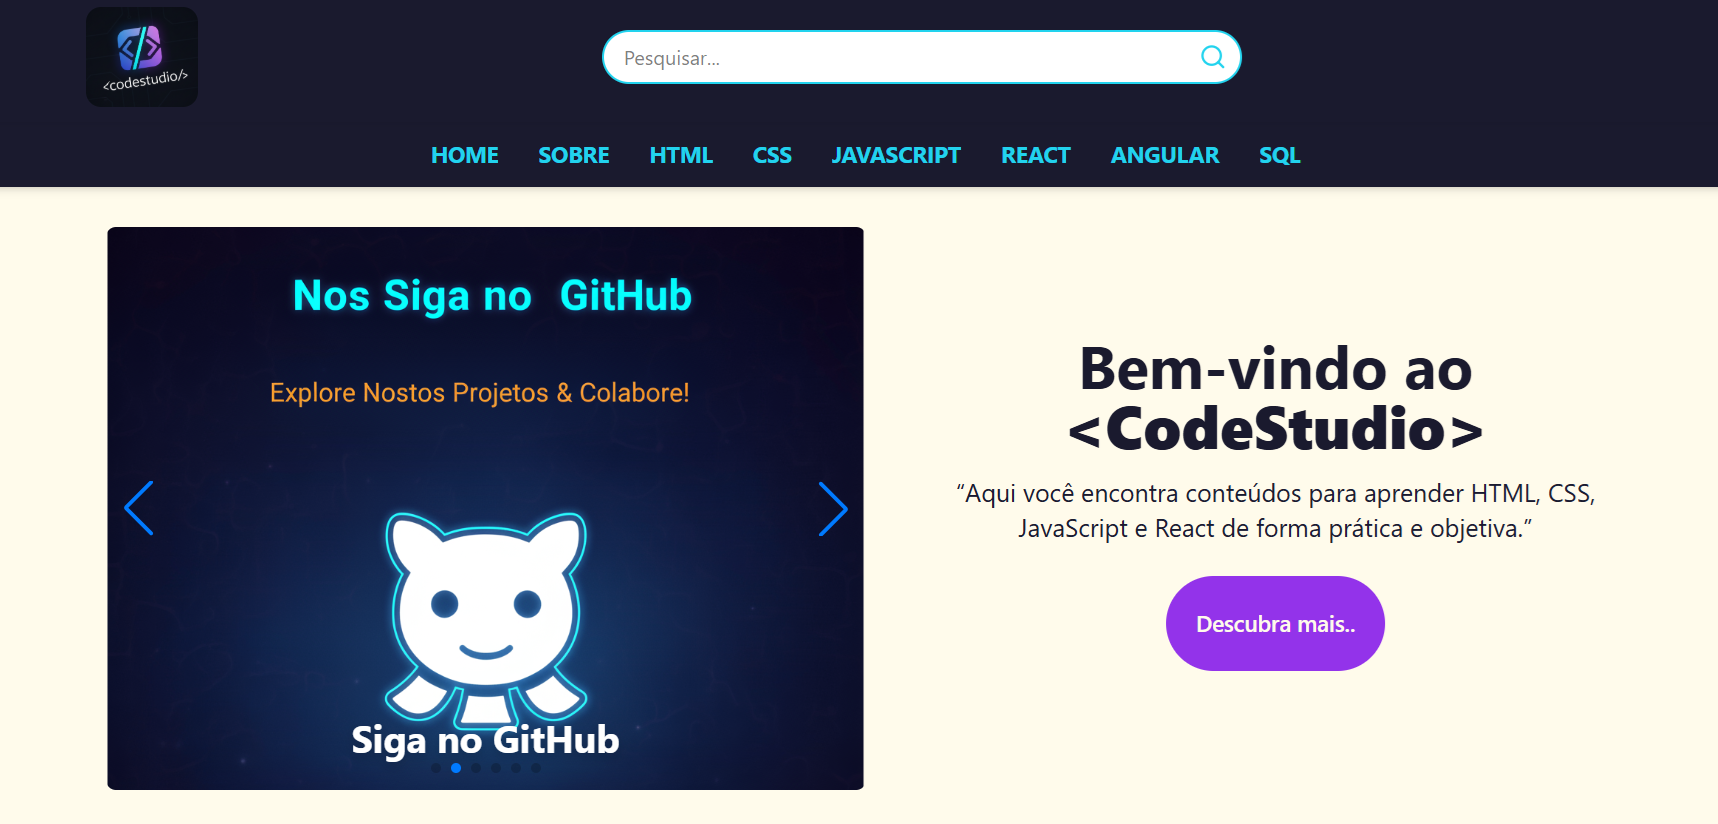 <codestudio/>
Pesquisar...
HOME SOBRE HTML CSS JAVASCRIPT REACT ANGULAR SQL
Nos Siga no GitHub
Explore Nostos Projetos & Colabore!
Siga no GitHub
Bem-vindo ao
<CodeStudio>
“Aqui você encontra conteúdos para aprender HTML, CSS,
JavaScript e React de forma prática e objetiva.”
Descubra mais..